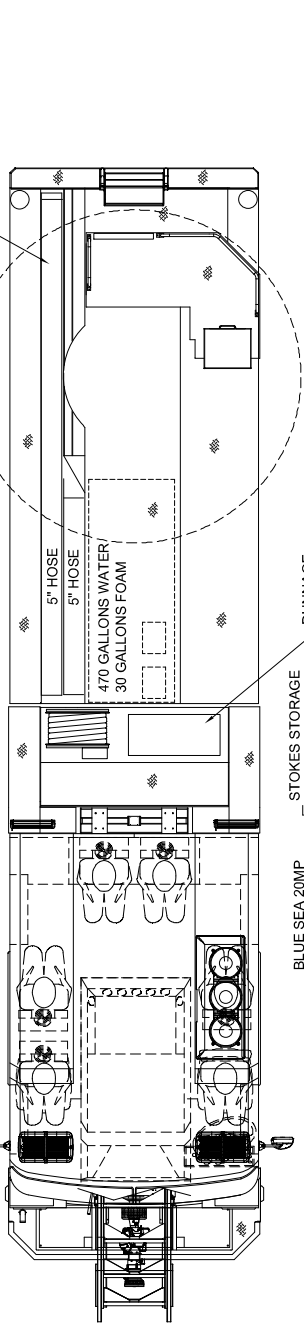 5" HOSE
5" HOSE
470 GALLONS WATER
30 GALLONS FOAM
STOKES STORAGE
BLUE SEA 20MP